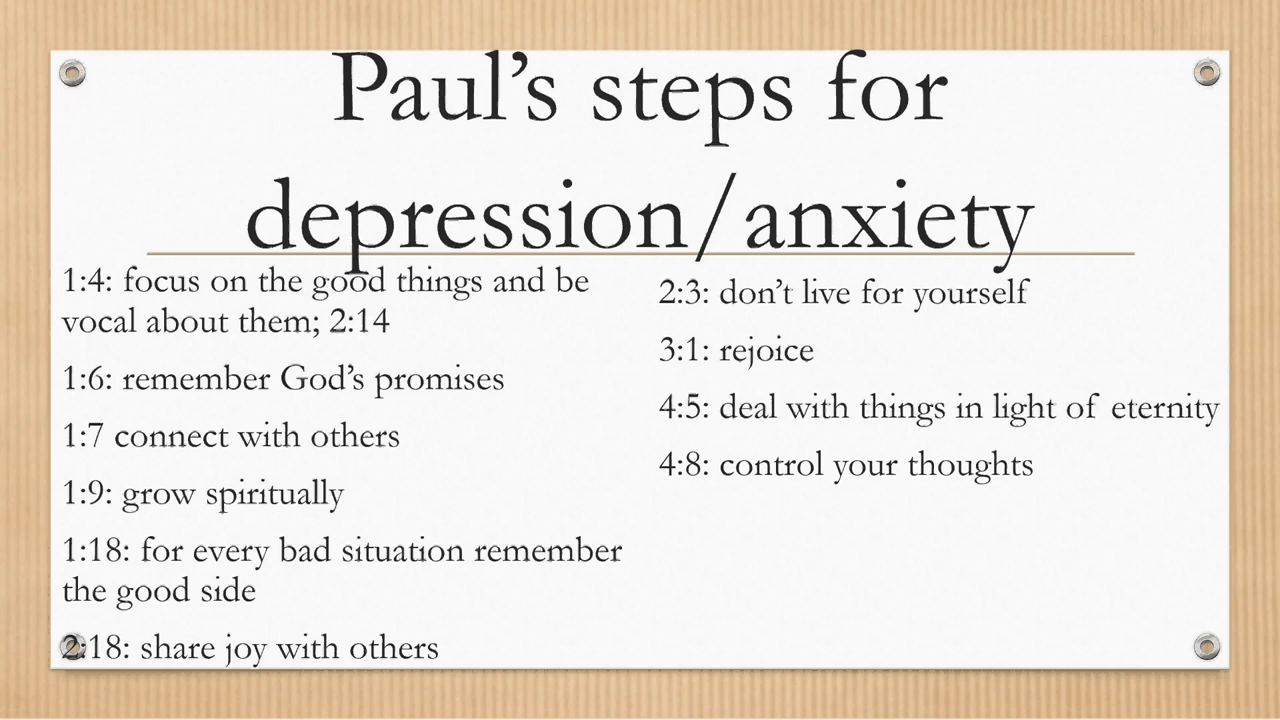 Paul’s steps for
depression/anxiety
1:4: focus on the good things and be
vocal about them; 2:14
1:6: remember God’s promises
1:7 connect with others
1:9: grow spiritually
1:18: for every bad situation remember
the good side
2:18: share joy with others
2:3: don’t live for yourself
3:1: rejoice
4:5: deal with things in light of eternity
4:8: control your thoughts